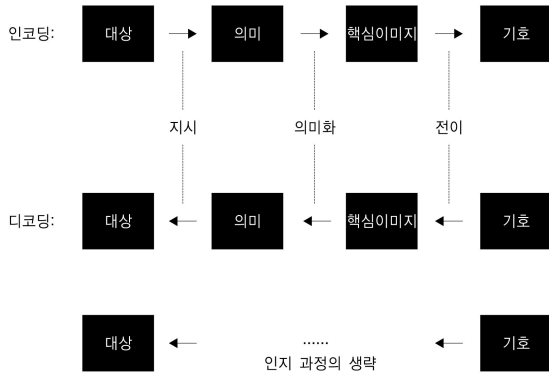 인코딩: 대상 의미 핵심이미지 기호
지시 의미화 전이
디코딩: 대상 의미 핵심이미지 기호
대상 ...... 기호
인지 과정의 생략